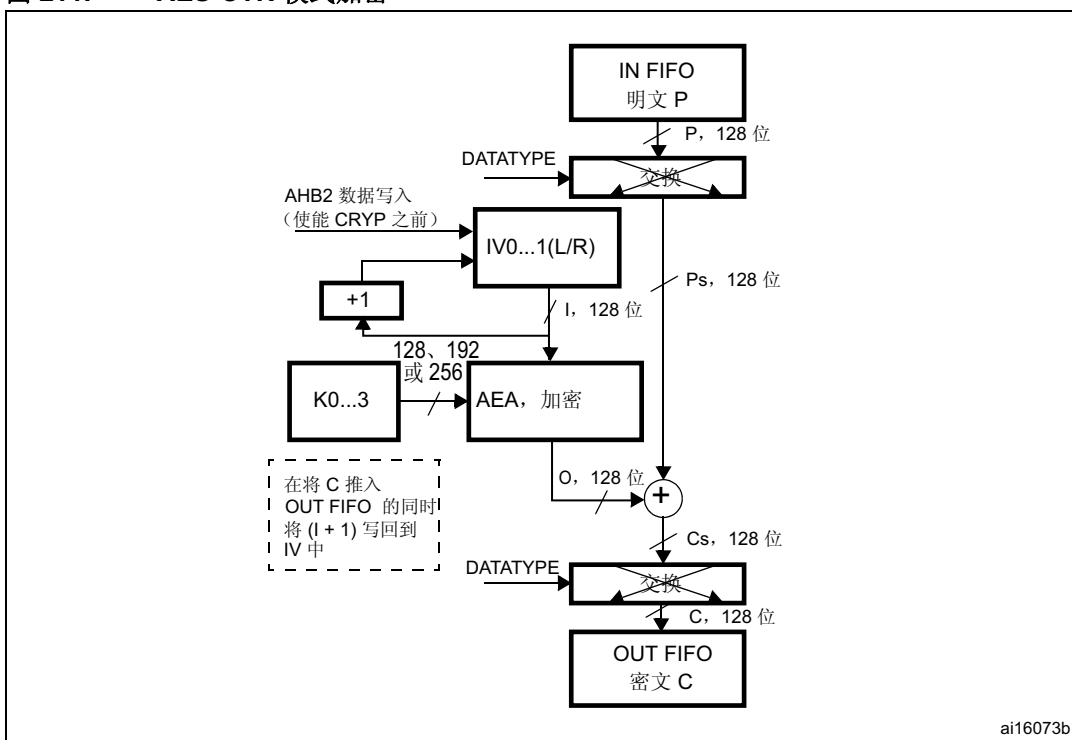 IN FIFO
明文 P
P，128 位
DATATYPE
交换
AHB2 数据写入
（使能 CRYP 之前）
IV0...1(L/R)
Ps，128 位
+1
I，128 位
128、192
或 256
K0...3
AEA，加密
O，128 位
+
在将 C 推入
OUT FIFO 的同时
将 (I + 1) 写回到
IV 中
Cs，128 位
DATATYPE
交换
C，128 位
OUT FIFO
密文 C
ai16073b